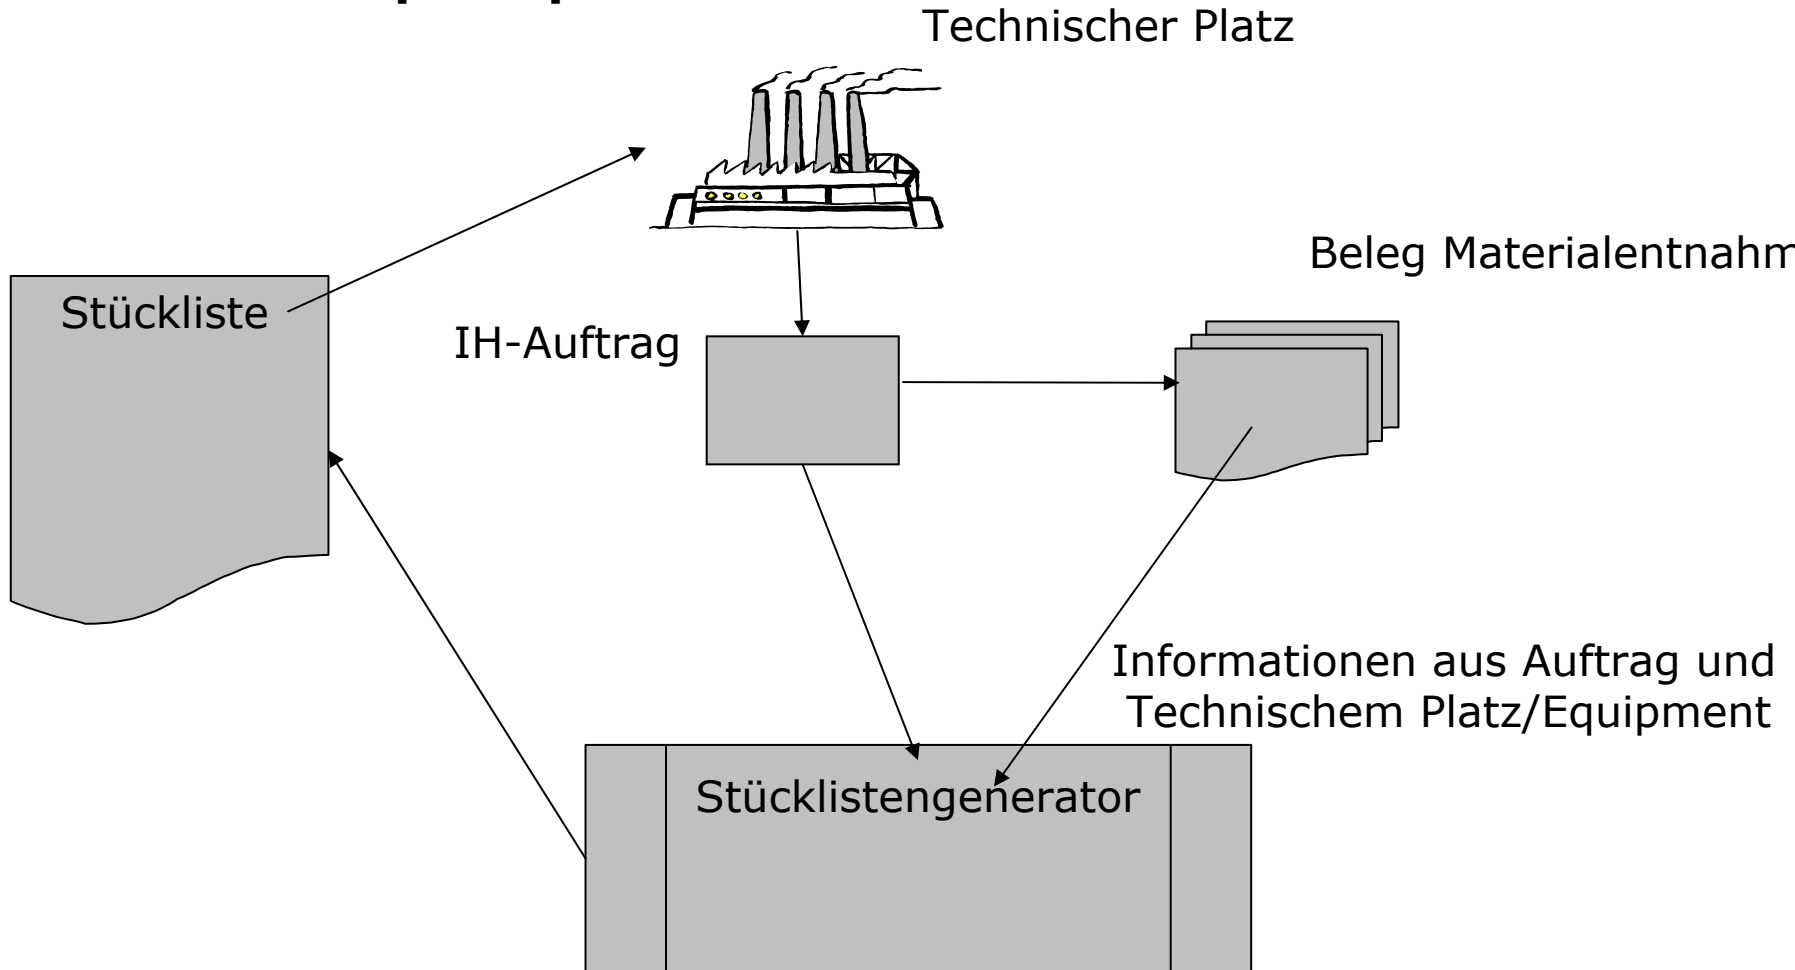 Technischer Platz
Beleg Materialentnahm
Stückliste
IH-Auftrag
Informationen aus Auftrag und
Technischem Platz/Equipment
Stücklistengenerator